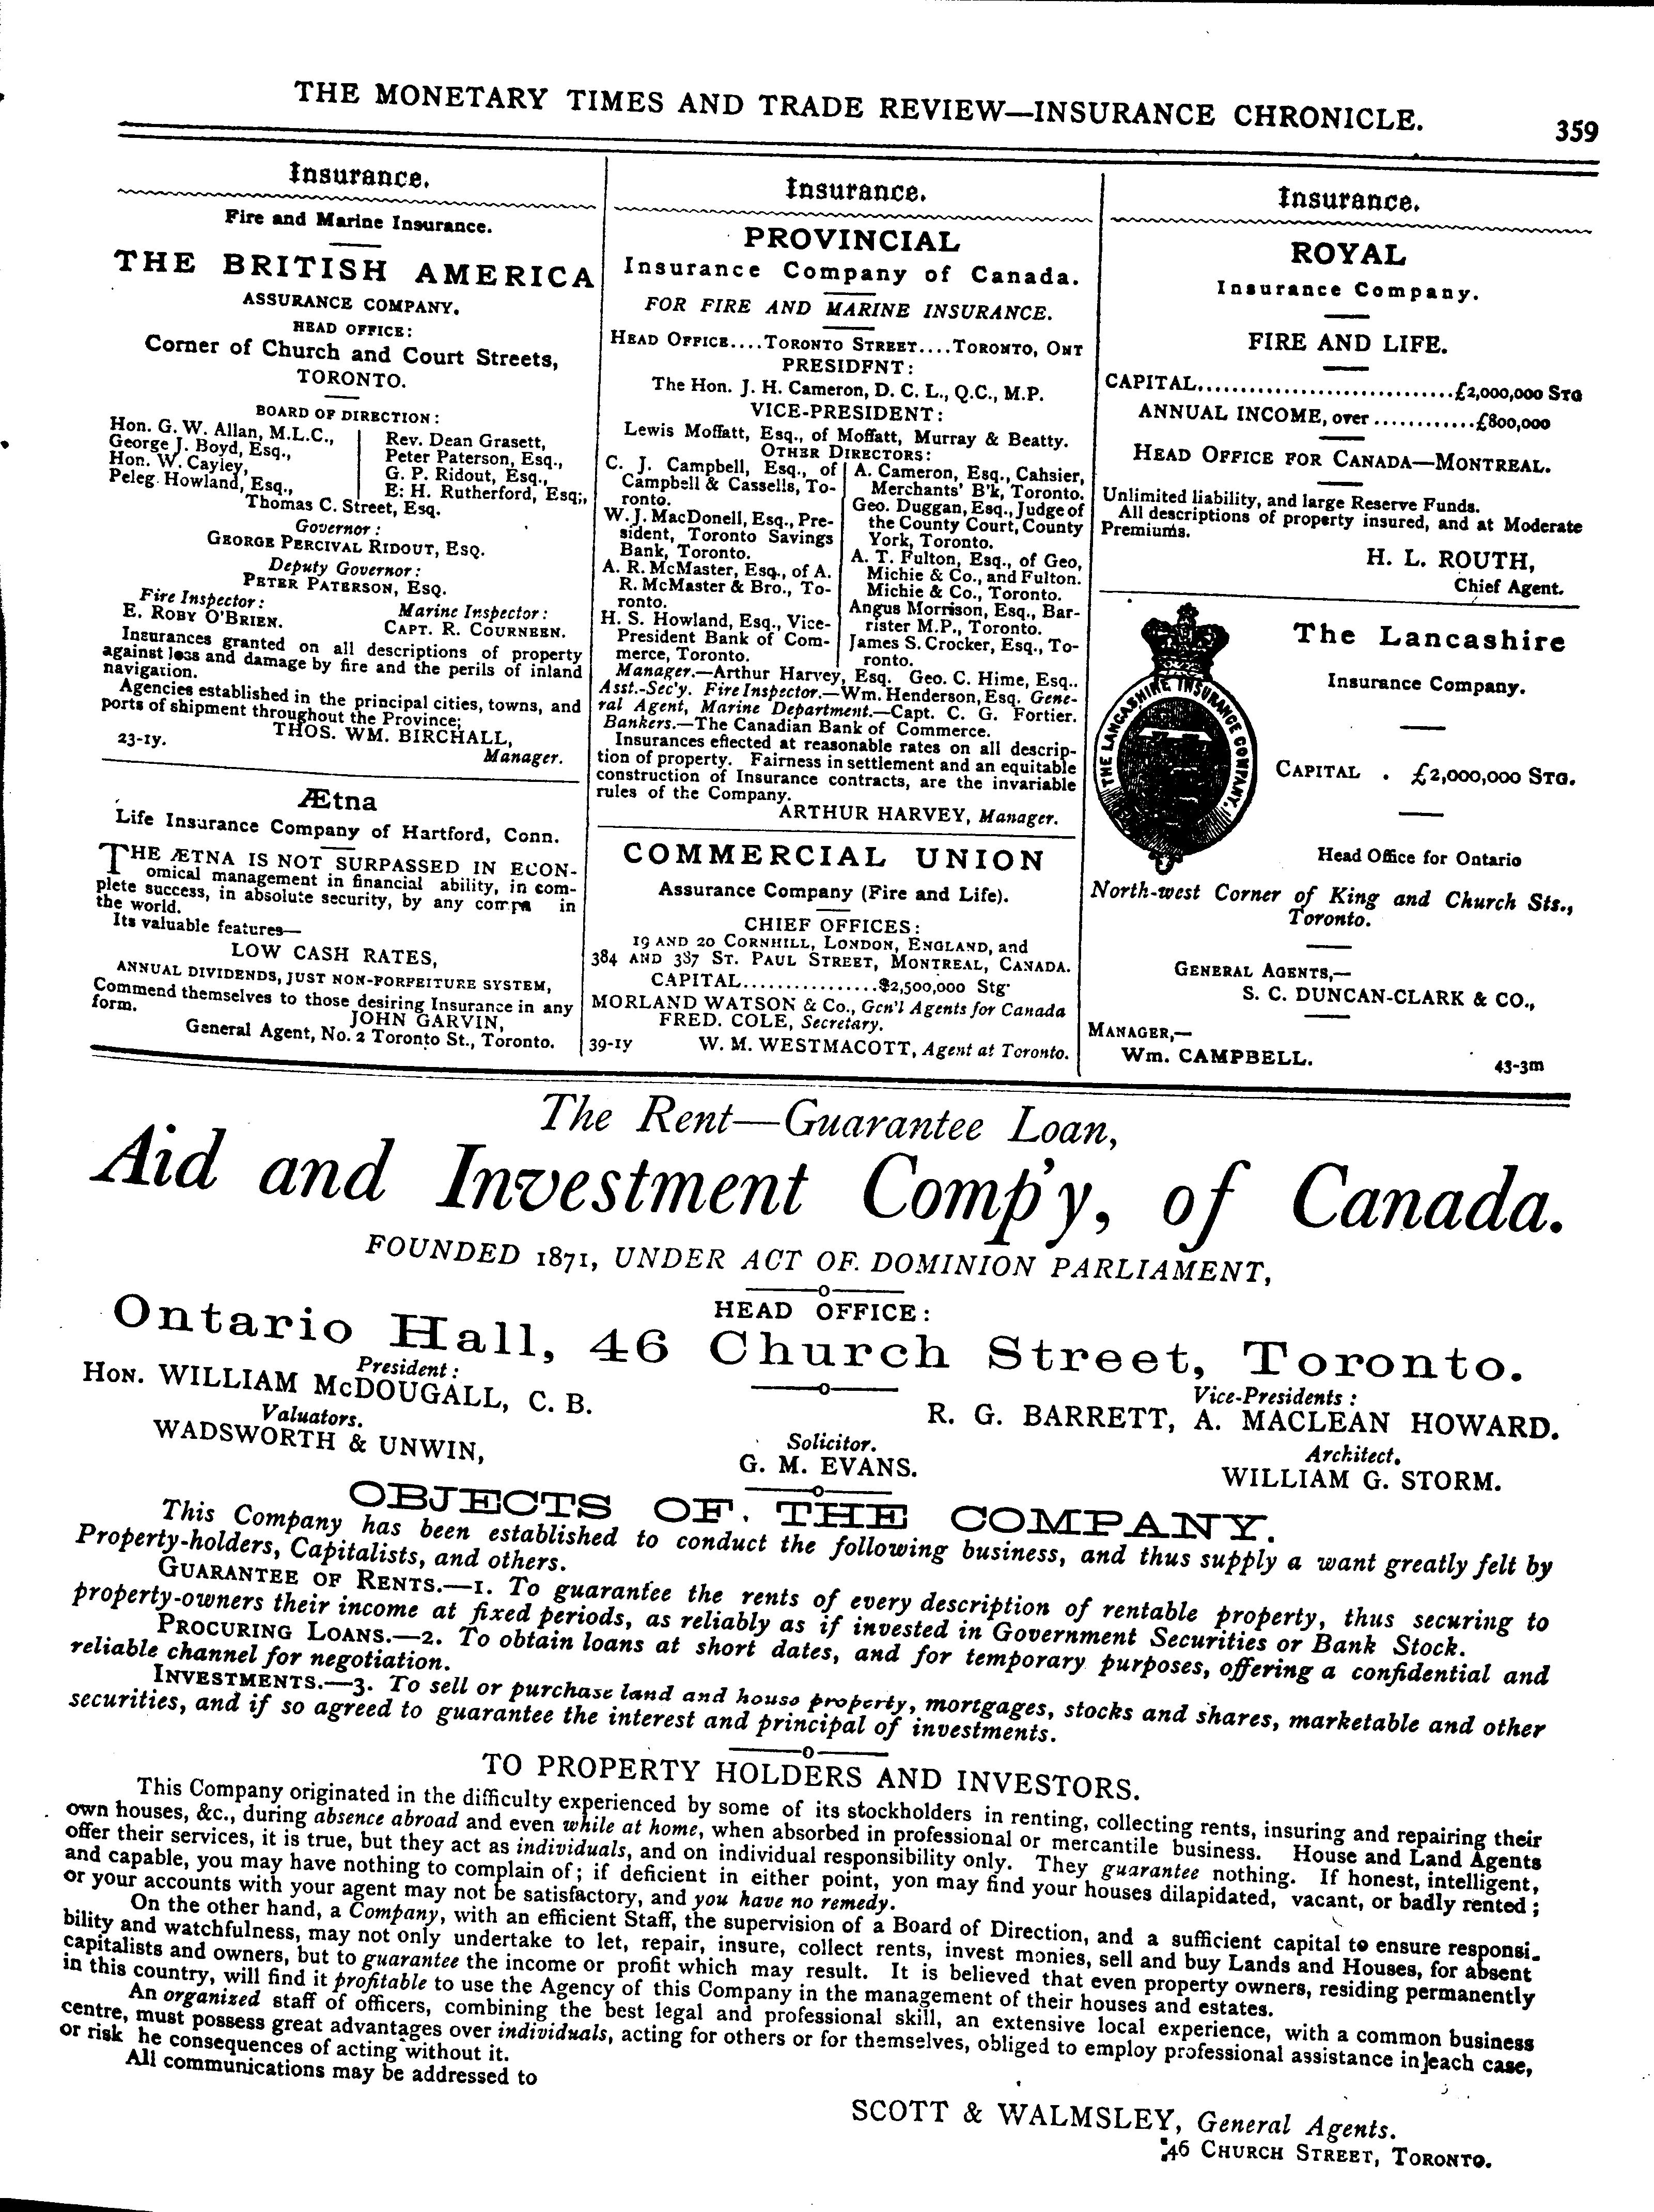 THE MONETARY TIMES AND TRADE REVIEW—INSURANCE CHRONICLE.
359
Insurance.
Fire and Marine Insurance.
THE BRITISH AMERICA
ASSURANCE COMPANY.
HEAD OFFICE:
Corner of Church and Court Streets,
TORONTO.
BOARD OF DIRECTION:
Hon. G. W. Allan, M.L.C.,
George J. Boyd, Esq.,
Hon. W. Cayley,
Peleg Howland, Esq.,
Rev. Dean Grasett,
Peter Paterson, Esq.,
G. P. Ridout, Esq.,
E: H. Rutherford, Esq;,
Thomas C. Street, Esq.
Governor:
GEORGE PERCIVAL RIDOUT, ESQ.
Deputy Governor:
PETER PATERSON, ESQ.
Fire Inspector:
E. ROBY O'BRIEN.
Marine Inspector:
CAPT. R. COURNEEN.
Insurances granted on all descriptions of property
against loss and damage by fire and the perils of inland
navigation.
Agencies established in the principal cities, towns, and
ports of shipment throughout the Province;
THOS. WM. BIRCHALL,
23-1y.
Manager.
Ætna
Life Insurance Company of Hartford, Conn.
THE ÆTNA IS NOT SURPASSED IN ECON-
omical management in financial ability, in com-
plete success, in absolute security, by any compa in
the world.
Its valuable features—
LOW CASH RATES,
ANNUAL DIVIDENDS, JUST NON-FORFEITURE SYSTEM,
Commend themselves to those desiring Insurance in any
form.
JOHN GARVIN,
General Agent, No. 2 Toronto St., Toronto.
Insurance.
PROVINCIAL
Insurance Company of Canada.
FOR FIRE AND MARINE INSURANCE.
HEAD OFFICE....TORONTO STREET....TORONTO, ONT
PRESIDFNT:
The Hon. J. H. Cameron, D. C. L., Q.C., M.P.
VICE-PRESIDENT:
Lewis Moffatt, Esq., of Moffatt, Murray & Beatty.
OTHER DIRECTORS:
C. J. Campbell, Esq., of
Campbell & Cassells, To-
ronto.
W. J. MacDonell, Esq., Pre-
sident, Toronto Savings
Bank, Toronto.
A. R. McMaster, Esq., of A.
R. McMaster & Bro., To-
ronto.
H. S. Howland, Esq., Vice-
President Bank of Com-
merce, Toronto.
A. Cameron, Esq., Cahsier,
Merchants' B'k, Toronto.
Geo. Duggan, Esq., Judge of
the County Court, County
York, Toronto.
A. T. Fulton, Esq., of Geo,
Michie & Co., and Fulton.
Michie & Co., Toronto.
Angus Morrison, Esq., Bar-
rister M.P., Toronto.
James S. Crocker, Esq., To-
ronto.
Manager.—Arthur Harvey, Esq. Geo. C. Hime, Esq..
Asst.-Sec'y. Fire Inspector.—Wm. Henderson, Esq. Gene-
ral Agent, Marine Department.—Capt. C. G. Fortier.
Bankers.—The Canadian Bank of Commerce.
Insurances effected at reasonable rates on all descrip-
tion of property. Fairness in settlement and an equitable
construction of Insurance contracts, are the invariable
rules of the Company.
ARTHUR HARVEY, Manager.
COMMERCIAL UNION
Assurance Company (Fire and Life).
CHIEF OFFICES:
19 AND 20 CORNHILL, LONDON, ENGLAND, and
384 AND 387 ST. PAUL STREET, MONTREAL, CANADA.
CAPITAL................$2,500,000 Stg·
MORLAND WATSON & Co., Gen'l Agents for Canada
FRED. COLE, Secretary.
39-1y W. M. WESTMACOTT, Agent at Toronto.
Insurance.
ROYAL
Insurance Company.
FIRE AND LIFE.
CAPITAL..............................£2,000,000 STG
ANNUAL INCOME, over ............£800,000
HEAD OFFICE FOR CANADA—MONTREAL.
Unlimited liability, and large Reserve Funds.
All descriptions of property insured, and at Moderate
Premiums.
H. L. ROUTH,
Chief Agent.
THE LANCASHIRE INSURANCE COMPANY.
The Lancashire
Insurance Company.
CAPITAL . £2,000,000 STG.
Head Office for Ontario
North-west Corner of King and Church Sts.,
Toronto.
GENERAL AGENTS,—
S. C. DUNCAN-CLARK & CO.,
MANAGER,—
Wm. CAMPBELL.
43-3m
The Rent—Guarantee Loan,
Aid and Investment Comp'y, of Canada.
FOUNDED 1871, UNDER ACT OF. DOMINION PARLIAMENT,
HEAD OFFICE:
Ontario Hall, 46 Church Street, Toronto.
President:
HON. WILLIAM McDOUGALL, C. B.
Vice-Presidents:
R. G. BARRETT, A. MACLEAN HOWARD.
Valuators.
WADSWORTH & UNWIN,
Solicitor.
G. M. EVANS.
Architect.
WILLIAM G. STORM.
OBJECTS OF. THE COMPANY.
This Company has been established to conduct the following business, and thus supply a want greatly felt by
Property-holders, Capitalists, and others.
GUARANTEE OF RENTS.—1. To guarantee the rents of every description of rentable property, thus securing to
property-owners their income at fixed periods, as reliably as if invested in Government Securities or Bank Stock.
PROCURING LOANS.—2. To obtain loans at short dates, and for temporary purposes, offering a confidential and
reliable channel for negotiation.
INVESTMENTS.—3. To sell or purchase land and house property, mortgages, stocks and shares, marketable and other
securities, and if so agreed to guarantee the interest and principal of investments.
TO PROPERTY HOLDERS AND INVESTORS.
This Company originated in the difficulty experienced by some of its stockholders in renting, collecting rents, insuring and repairing their
own houses, &c., during absence abroad and even while at home, when absorbed in professional or mercantile business. House and Land Agents
offer their services, it is true, but they act as individuals, and on individual responsibility only. They guarantee nothing. If honest, intelligent,
and capable, you may have nothing to complain of; if deficient in either point, yon may find your houses dilapidated, vacant, or badly rented;
or your accounts with your agent may not be satisfactory, and you have no remedy.
On the other hand, a Company, with an efficient Staff, the supervision of a Board of Direction, and a sufficient capital to ensure responsi-
bility and watchfulness, may not only undertake to let, repair, insure, collect rents, invest monies, sell and buy Lands and Houses, for absent
capitalists and owners, but to guarantee the income or profit which may result. It is believed that even property owners, residing permanently
in this country, will find it profitable to use the Agency of this Company in the management of their houses and estates.
An organized staff of officers, combining the best legal and professional skill, an extensive local experience, with a common business
centre, must possess great advantages over individuals, acting for others or for themselves, obliged to employ professional assistance in each case,
or risk he consequences of acting without it.
All communications may be addressed to
SCOTT & WALMSLEY, General Agents.
46 CHURCH STREET, TORONTO.